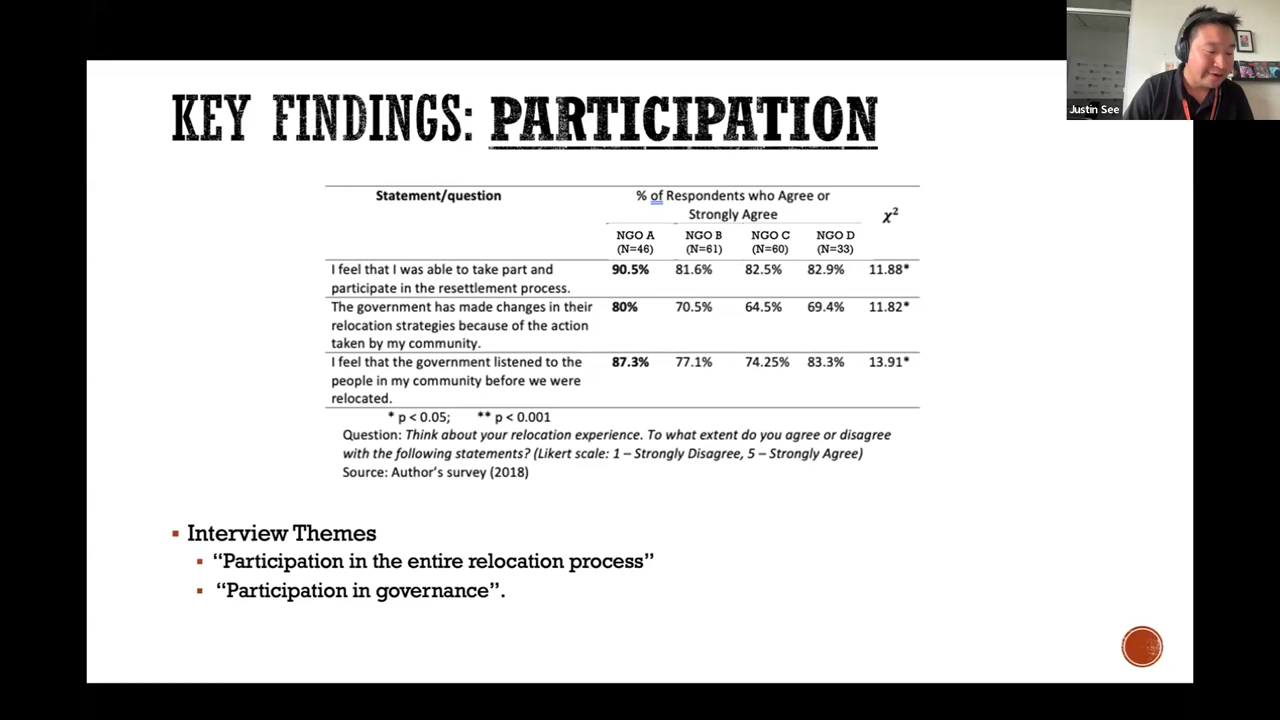 Justin See
KEY FINDINGS: PARTICIPATION
Statement/question
% of Respondents who Agree or
Strongly Agree
χ²
NGO A NGO B NGO C NGO D
(N=46) (N=61) (N=60) (N=33)
I feel that I was able to take part and 90.5% 81.6% 82.5% 82.9% 11.88*
participate in the resettlement process.
The government has made changes in their 80% 70.5% 64.5% 69.4% 11.82*
relocation strategies because of the action
taken by my community.
I feel that the government listened to the 87.3% 77.1% 74.25% 83.3% 13.91*
people in my community before we were
relocated.
* p < 0.05; ** p < 0.001
Question: Think about your relocation experience. To what extent do you agree or disagree
with the following statements? (Likert scale: 1 – Strongly Disagree, 5 – Strongly Agree)
Source: Author's survey (2018)
▪ Interview Themes
▪ “Participation in the entire relocation process”
▪ “Participation in governance”.